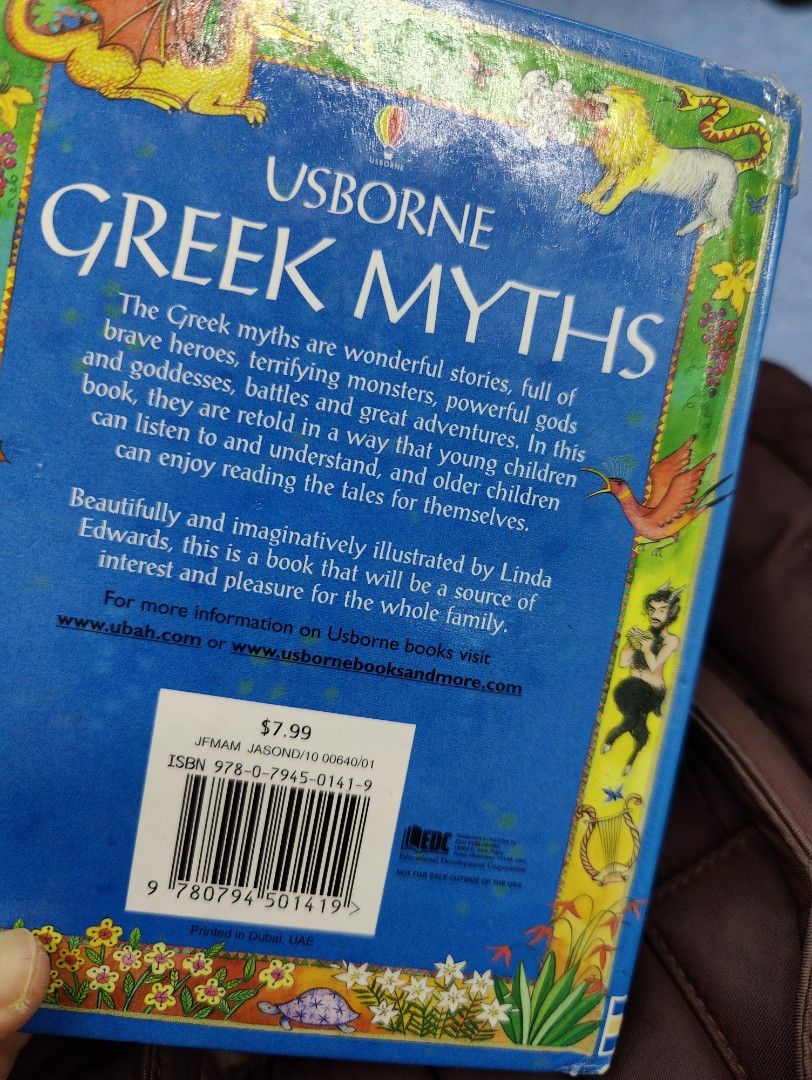 USBORNE
USBORNE
GREEK MYTHS
The Greek myths are wonderful stories, full of
brave heroes, terrifying monsters, powerful gods
and goddesses, battles and great adventures. In this
book, they are retold in a way that young children
can listen to and understand, and older children
can enjoy reading the tales for themselves.
Beautifully and imaginatively illustrated by Linda
Edwards, this is a book that will be a source of
interest and pleasure for the whole family.
For more information on Usborne books visit
www.ubah.com or www.usbornebooksandmore.com
$7.99
JFMAM JASOND/10 00640/01
ISBN 978-0-7945-0141-9
9 780794 501419 >
EDC
Educational Development Corporation
NOT FOR SALE OUTSIDE OF THE USA
Printed in Dubai, UAE